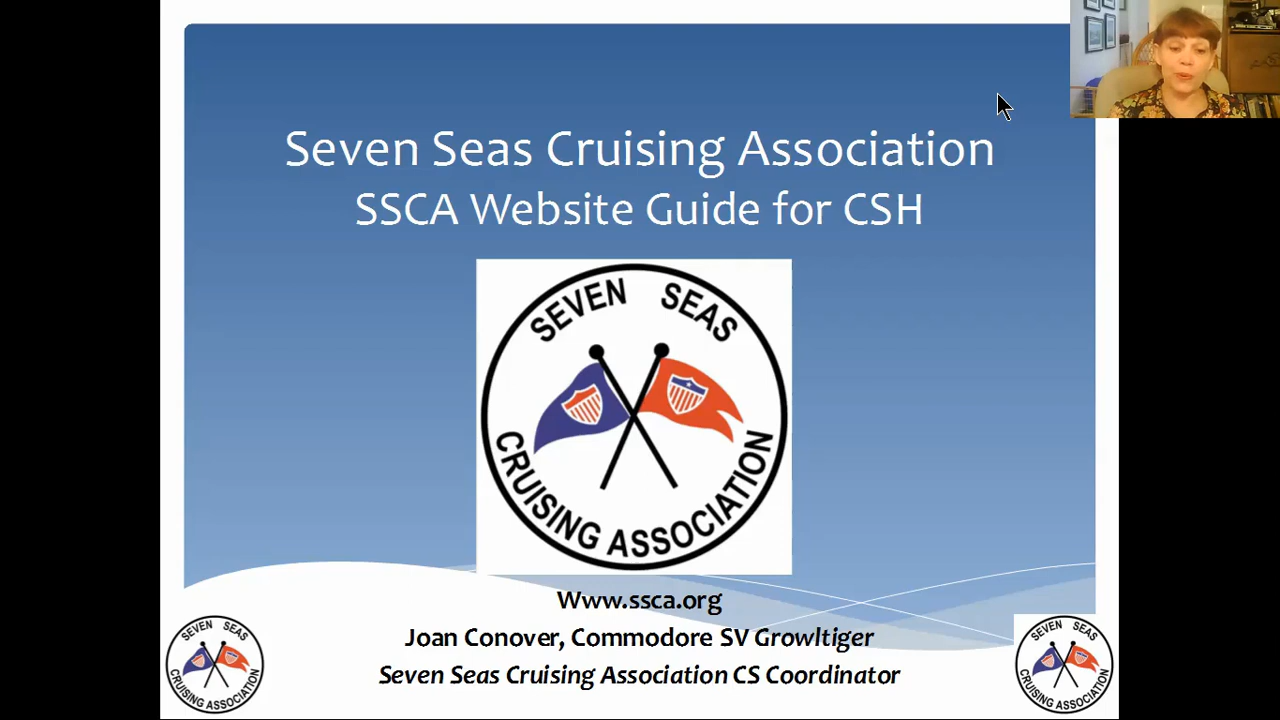 Seven Seas Cruising Association
SSCA Website Guide for CSH
SEVEN SEAS
CRUISING ASSOCIATION
Www.ssca.org
Joan Conover, Commodore SV Growltiger
Seven Seas Cruising Association CS Coordinator
SEVEN SEAS
CRUISING ASSOCIATION
SEVEN SEAS
CRUISING ASSOCIATION